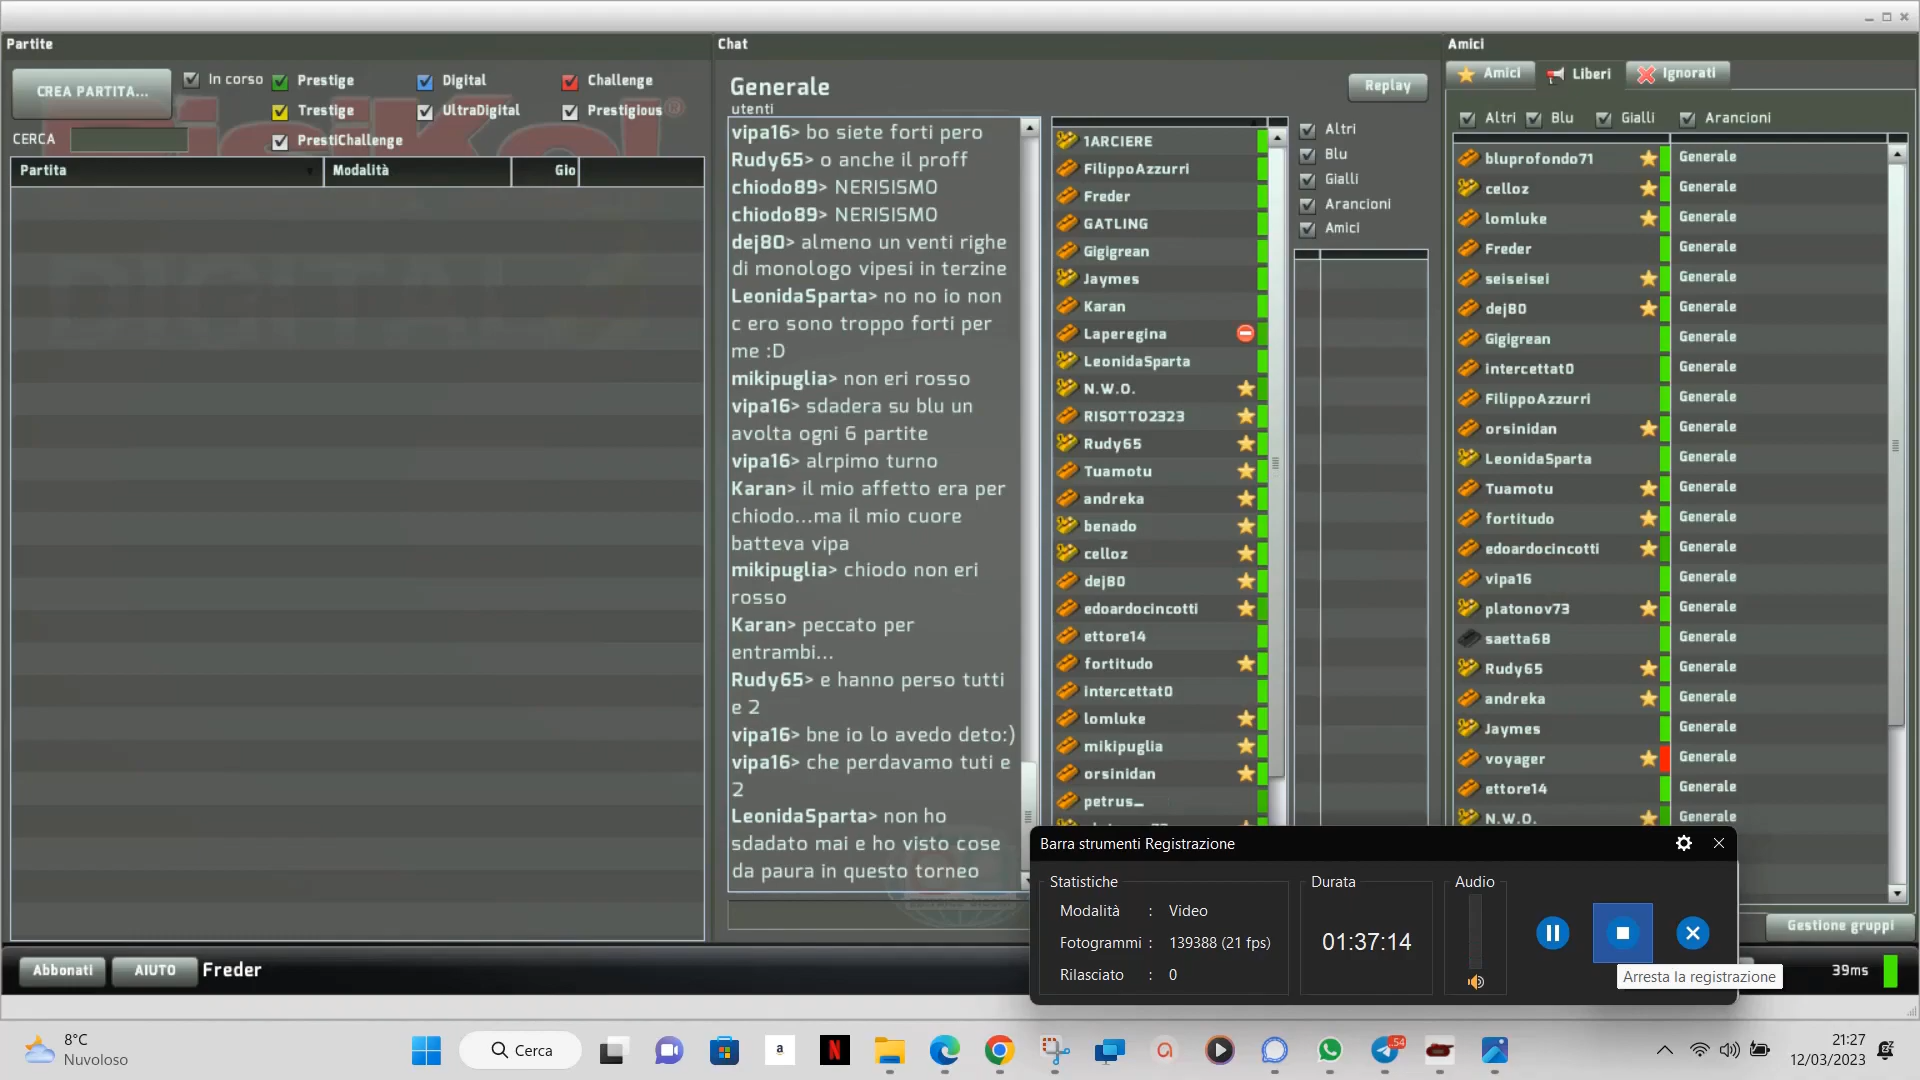 Partite
CREA PARTITA...
In corso
Prestige
Digital
Challenge
Trestige
UltraDigital
Prestigious
CERCA
PrestiChallenge
Partita
Modalità
Gio
DIGITAL
Chat
Generale
utenti
Replay
vipa16> bo siete forti pero
Rudy65> o anche il proff
chiodo89> NERISISMO
chiodo89> NERISISMO
dej80> almeno un venti righe
di monologo vipesi in terzine
LeonidaSparta> no no io non
c ero sono troppo forti per
me :D
mikipuglia> non eri rosso
vipa16> sdadera su blu un
avolta ogni 6 partite
vipa16> alrpimo turno
Karan> il mio affetto era per
chiodo...ma il mio cuore
batteva vipa
mikipuglia> chiodo non eri
rosso
Karan> peccato per
entrambi...
Rudy65> e hanno perso tutti
e 2
vipa16> bne io lo avedo deto:)
vipa16> che perdavamo tuti e
2
LeonidaSparta> non ho
sdadato mai e ho visto cose
da paura in questo torneo
1ARCIERE
FilippoAzzurri
Freder
GATLING
Gigigrean
Jaymes
Karan
Laperegina
LeonidaSparta
N.W.O.
RISOTTO2323
Rudy65
Tuamotu
andreka
benado
celloz
dej80
edoardocincotti
ettore14
fortitudo
intercettat0
lomluke
mikipuglia
orsinidan
petrus_
Altri
Blu
Gialli
Arancioni
Amici
Amici
Amici
Liberi
Ignorati
Altri
Blu
Gialli
Arancioni
bluprofondo71 Generale
celloz Generale
lomluke Generale
Freder Generale
seiseisei Generale
dej80 Generale
Gigigrean Generale
intercettat0 Generale
FilippoAzzurri Generale
orsinidan Generale
LeonidaSparta Generale
Tuamotu Generale
fortitudo Generale
edoardocincotti Generale
vipa16 Generale
platonov73 Generale
saetta68 Generale
Rudy65 Generale
andreka Generale
Jaymes Generale
voyager Generale
ettore14 Generale
N.W.O. Generale
Gestione gruppi
Barra strumenti Registrazione
Statistiche
Modalità : Video
Fotogrammi : 139388 (21 fps)
Rilasciato : 0
Durata
01:37:14
Audio
Arresta la registrazione
Abbonati
AIUTO
Freder
39ms
8°C
Nuvoloso
Cerca
a
N
54
21:27
12/03/2023